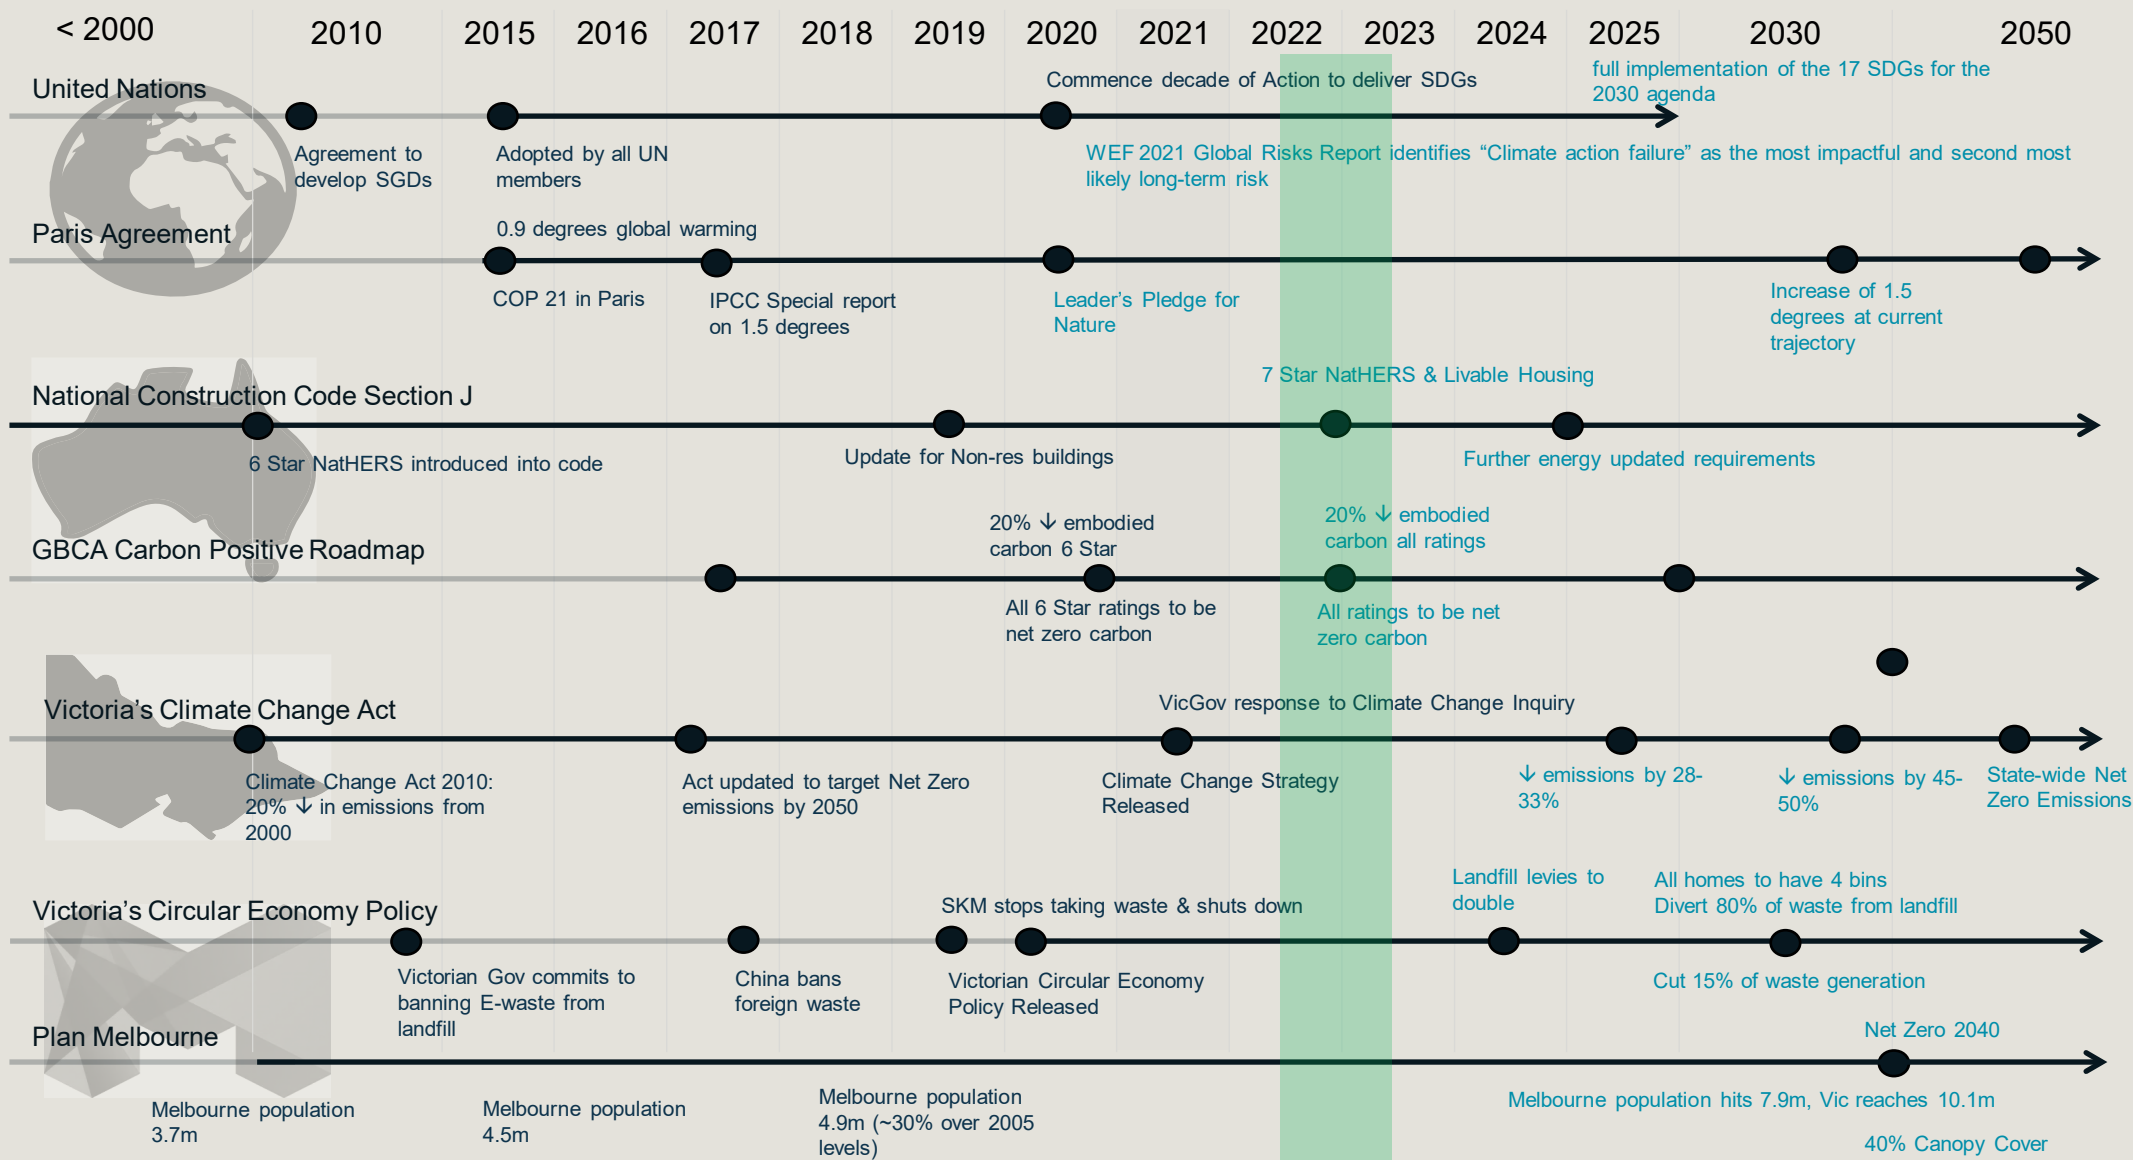 < 2000 2010 2015 2016 2017 2018 2019 2020 2021 2022 2023 2024 2025 2030 2050
United Nations
Commence decade of Action to deliver SDGs
full implementation of the 17 SDGs for the
2030 agenda
Agreement to
develop SGDs
Adopted by all UN
members
WEF 2021 Global Risks Report identifies “Climate action failure” as the most impactful and second most
likely long-term risk
Paris Agreement
0.9 degrees global warming
COP 21 in Paris
IPCC Special report
on 1.5 degrees
Leader’s Pledge for
Nature
Increase of 1.5
degrees at current
trajectory
National Construction Code Section J
7 Star NatHERS & Livable Housing
6 Star NatHERS introduced into code
Update for Non-res buildings
Further energy updated requirements
GBCA Carbon Positive Roadmap
20% ↓ embodied
carbon 6 Star
20% ↓ embodied
carbon all ratings
All 6 Star ratings to be
net zero carbon
All ratings to be net
zero carbon
Victoria’s Climate Change Act
VicGov response to Climate Change Inquiry
Climate Change Act 2010:
20% ↓ in emissions from
2000
Act updated to target Net Zero
emissions by 2050
Climate Change Strategy
Released
↓ emissions by 28-
33%
↓ emissions by 45-
50%
State-wide Net
Zero Emissions
Victoria’s Circular Economy Policy
SKM stops taking waste & shuts down
Landfill levies to
double
All homes to have 4 bins
Divert 80% of waste from landfill
Victorian Gov commits to
banning E-waste from
landfill
China bans
foreign waste
Victorian Circular Economy
Policy Released
Cut 15% of waste generation
Plan Melbourne
Net Zero 2040
Melbourne population
3.7m
Melbourne population
4.5m
Melbourne population
4.9m (~30% over 2005
levels)
Melbourne population hits 7.9m, Vic reaches 10.1m
40% Canopy Cover